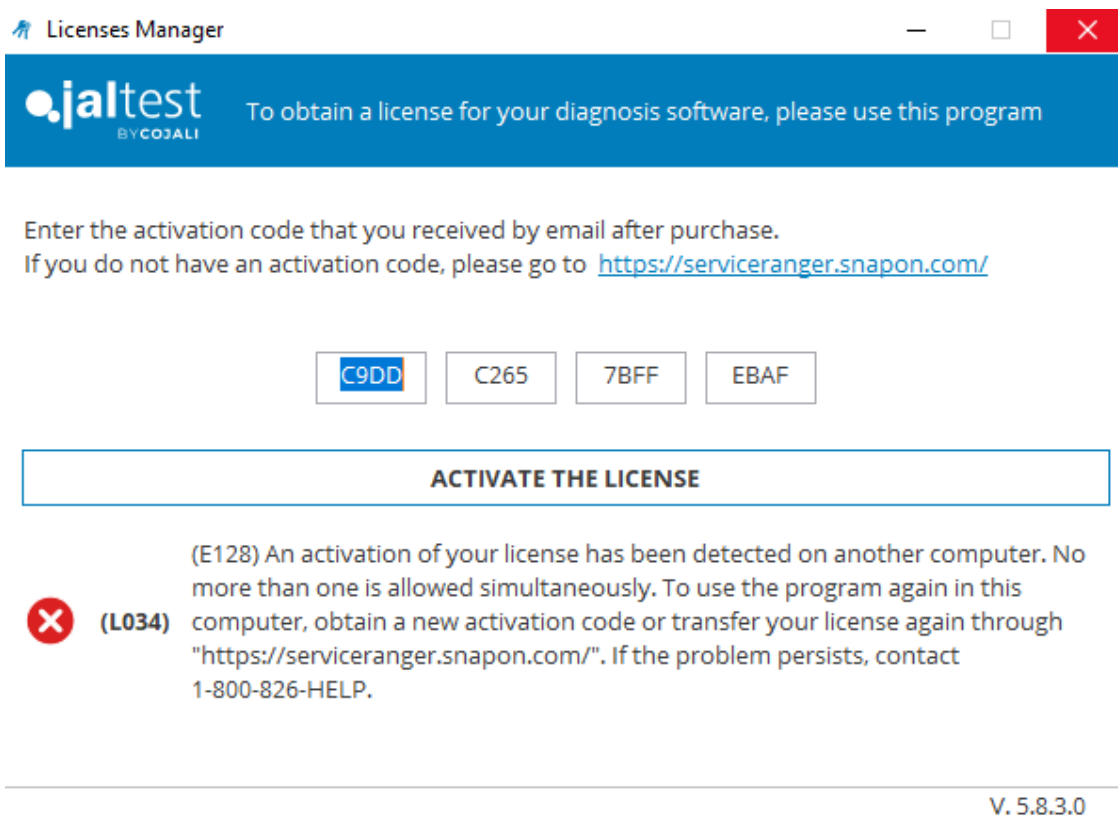 Licenses Manager
jaltest
BY COJALI
To obtain a license for your diagnosis software, please use this program
Enter the activation code that you received by email after purchase.
If you do not have an activation code, please go to https://serviceranger.snapon.com/
C9DD C265 7BFF EBAF
ACTIVATE THE LICENSE
(L034)
(E128) An activation of your license has been detected on another computer. No
more than one is allowed simultaneously. To use the program again in this
computer, obtain a new activation code or transfer your license again through
"https://serviceranger.snapon.com/". If the problem persists, contact
1-800-826-HELP.
V. 5.8.3.0